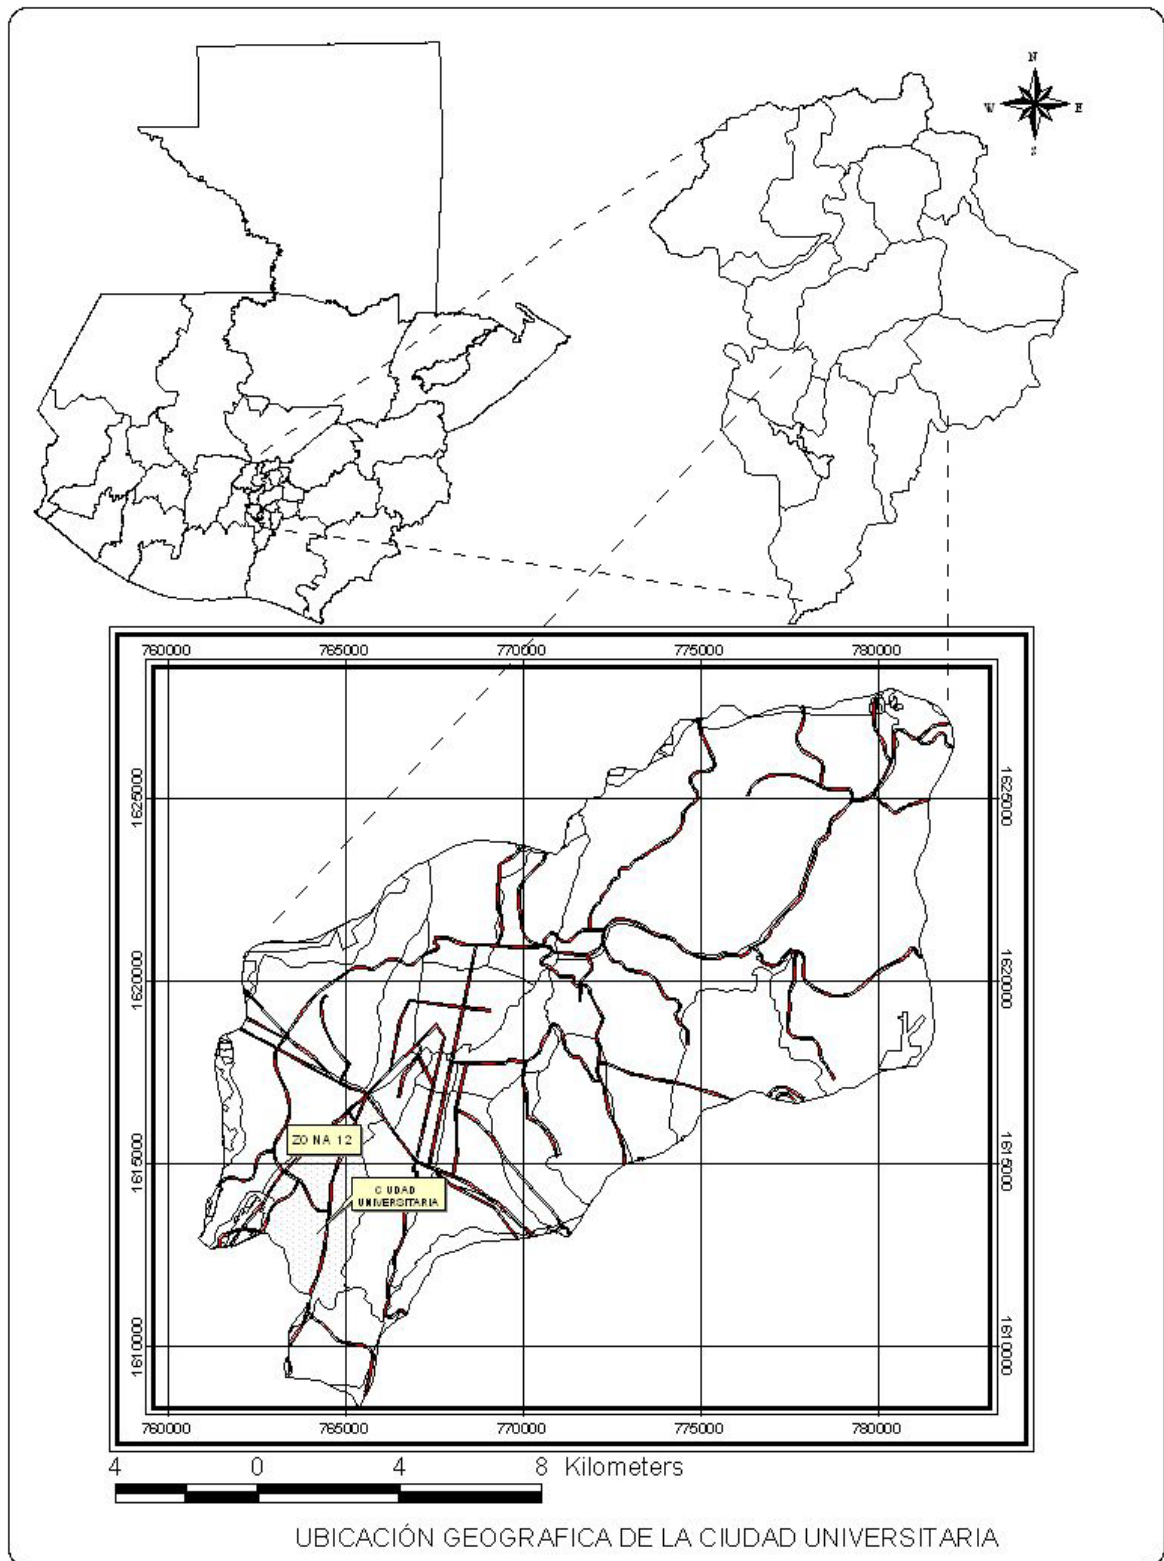 N
W E
S
760000 765000 770000 775000 780000
1625000 1625000
1620000 1620000
ZONA 12
1615000 1615000
CIUDAD
UNIVERSITARIA
1610000 1610000
760000 765000 770000 775000 780000
4 0 4 8 Kilometers
UBICACIÓN GEOGRAFICA DE LA CIUDAD UNIVERSITARIA